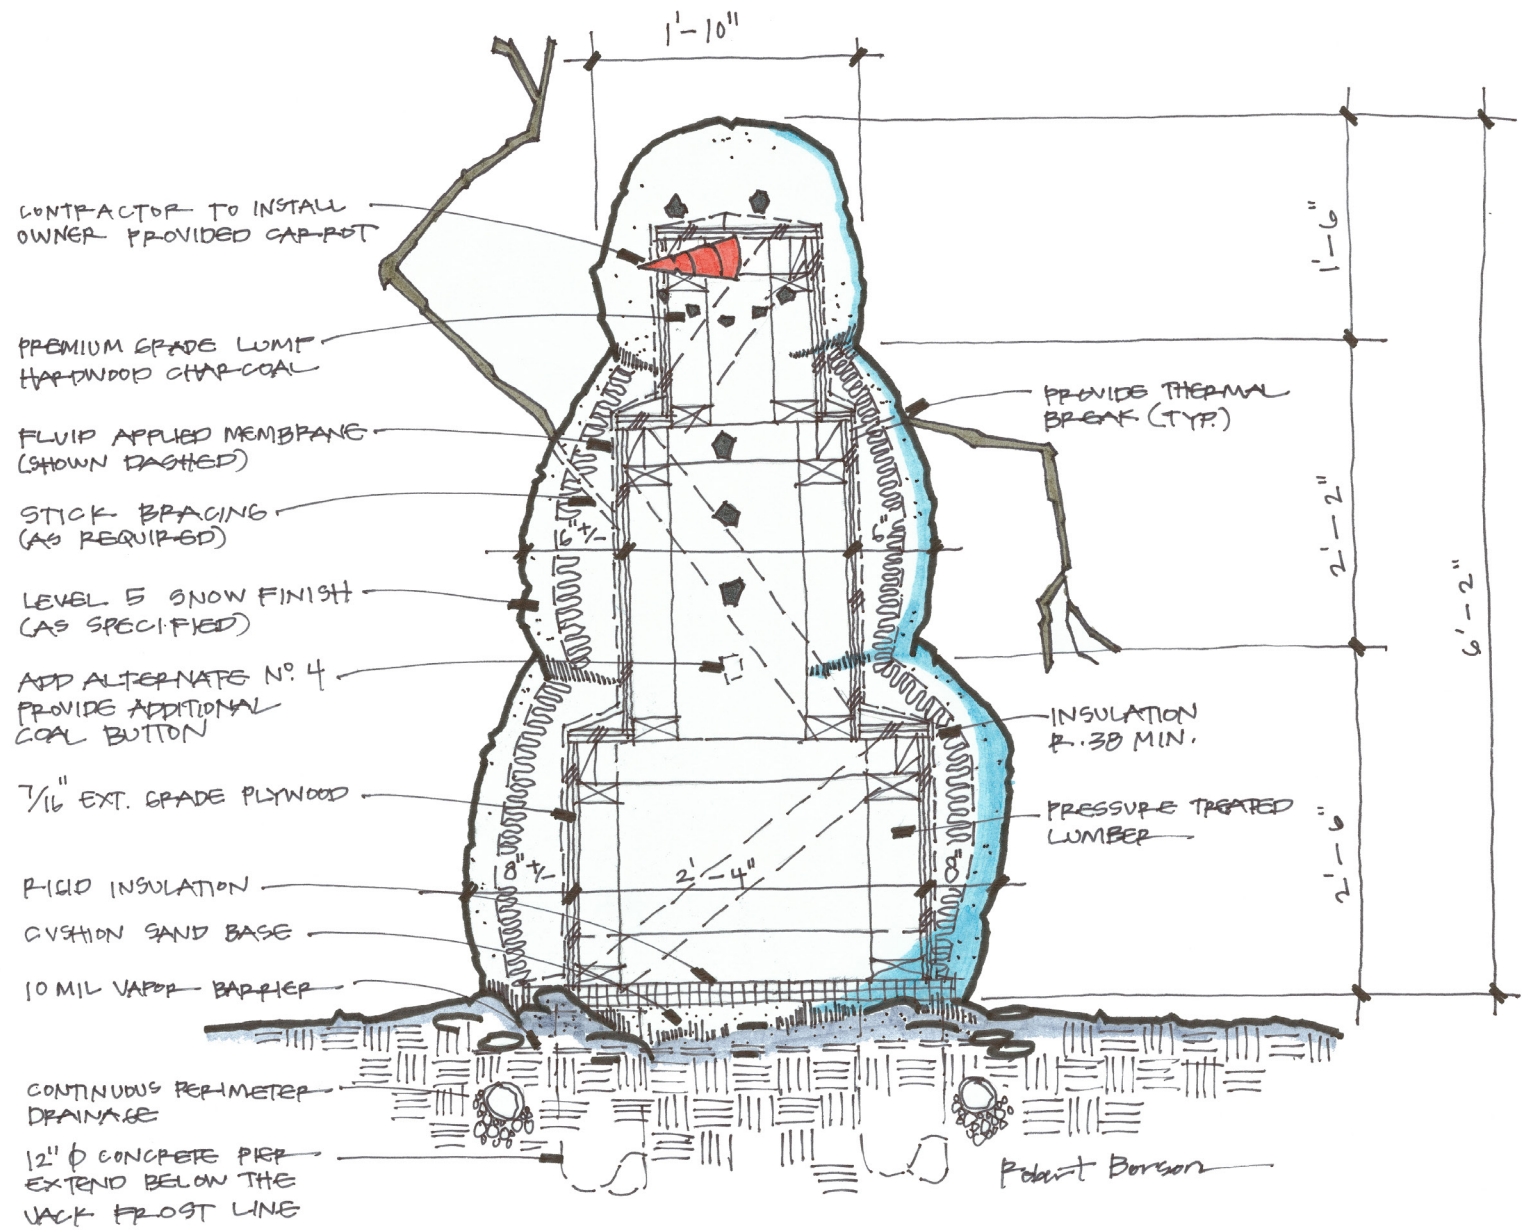 1'-10"
CONTRACTOR TO INSTALL
OWNER PROVIDED CARROT
PREMIUM GRADE LUMP
HARDWOOD CHARCOAL
FLUID APPLIED MEMBRANE
(SHOWN DASHED)
STICK BRACING
(AS REQUIRED)
LEVEL 5 SNOW FINISH
(AS SPECIFIED)
ADD ALTERNATE Nº 4
PROVIDE ADDITIONAL
COAL BUTTON
7/16" EXT. GRADE PLYWOOD
RIGID INSULATION
CUSHION SAND BASE
10 MIL VAPOR BARRIER
CONTINUOUS PERIMETER
DRAINAGE
12" Ø CONCRETE PIER
EXTEND BELOW THE
JACK FROST LINE
6" +/-
6"
8" +/-
2'-4"
8"
PROVIDE THERMAL
BREAK (TYP.)
INSULATION
R.38 MIN.
PRESSURE TREATED
LUMBER
1'-6"
2'-2"
2'-6"
6'-2"
Robert Borson